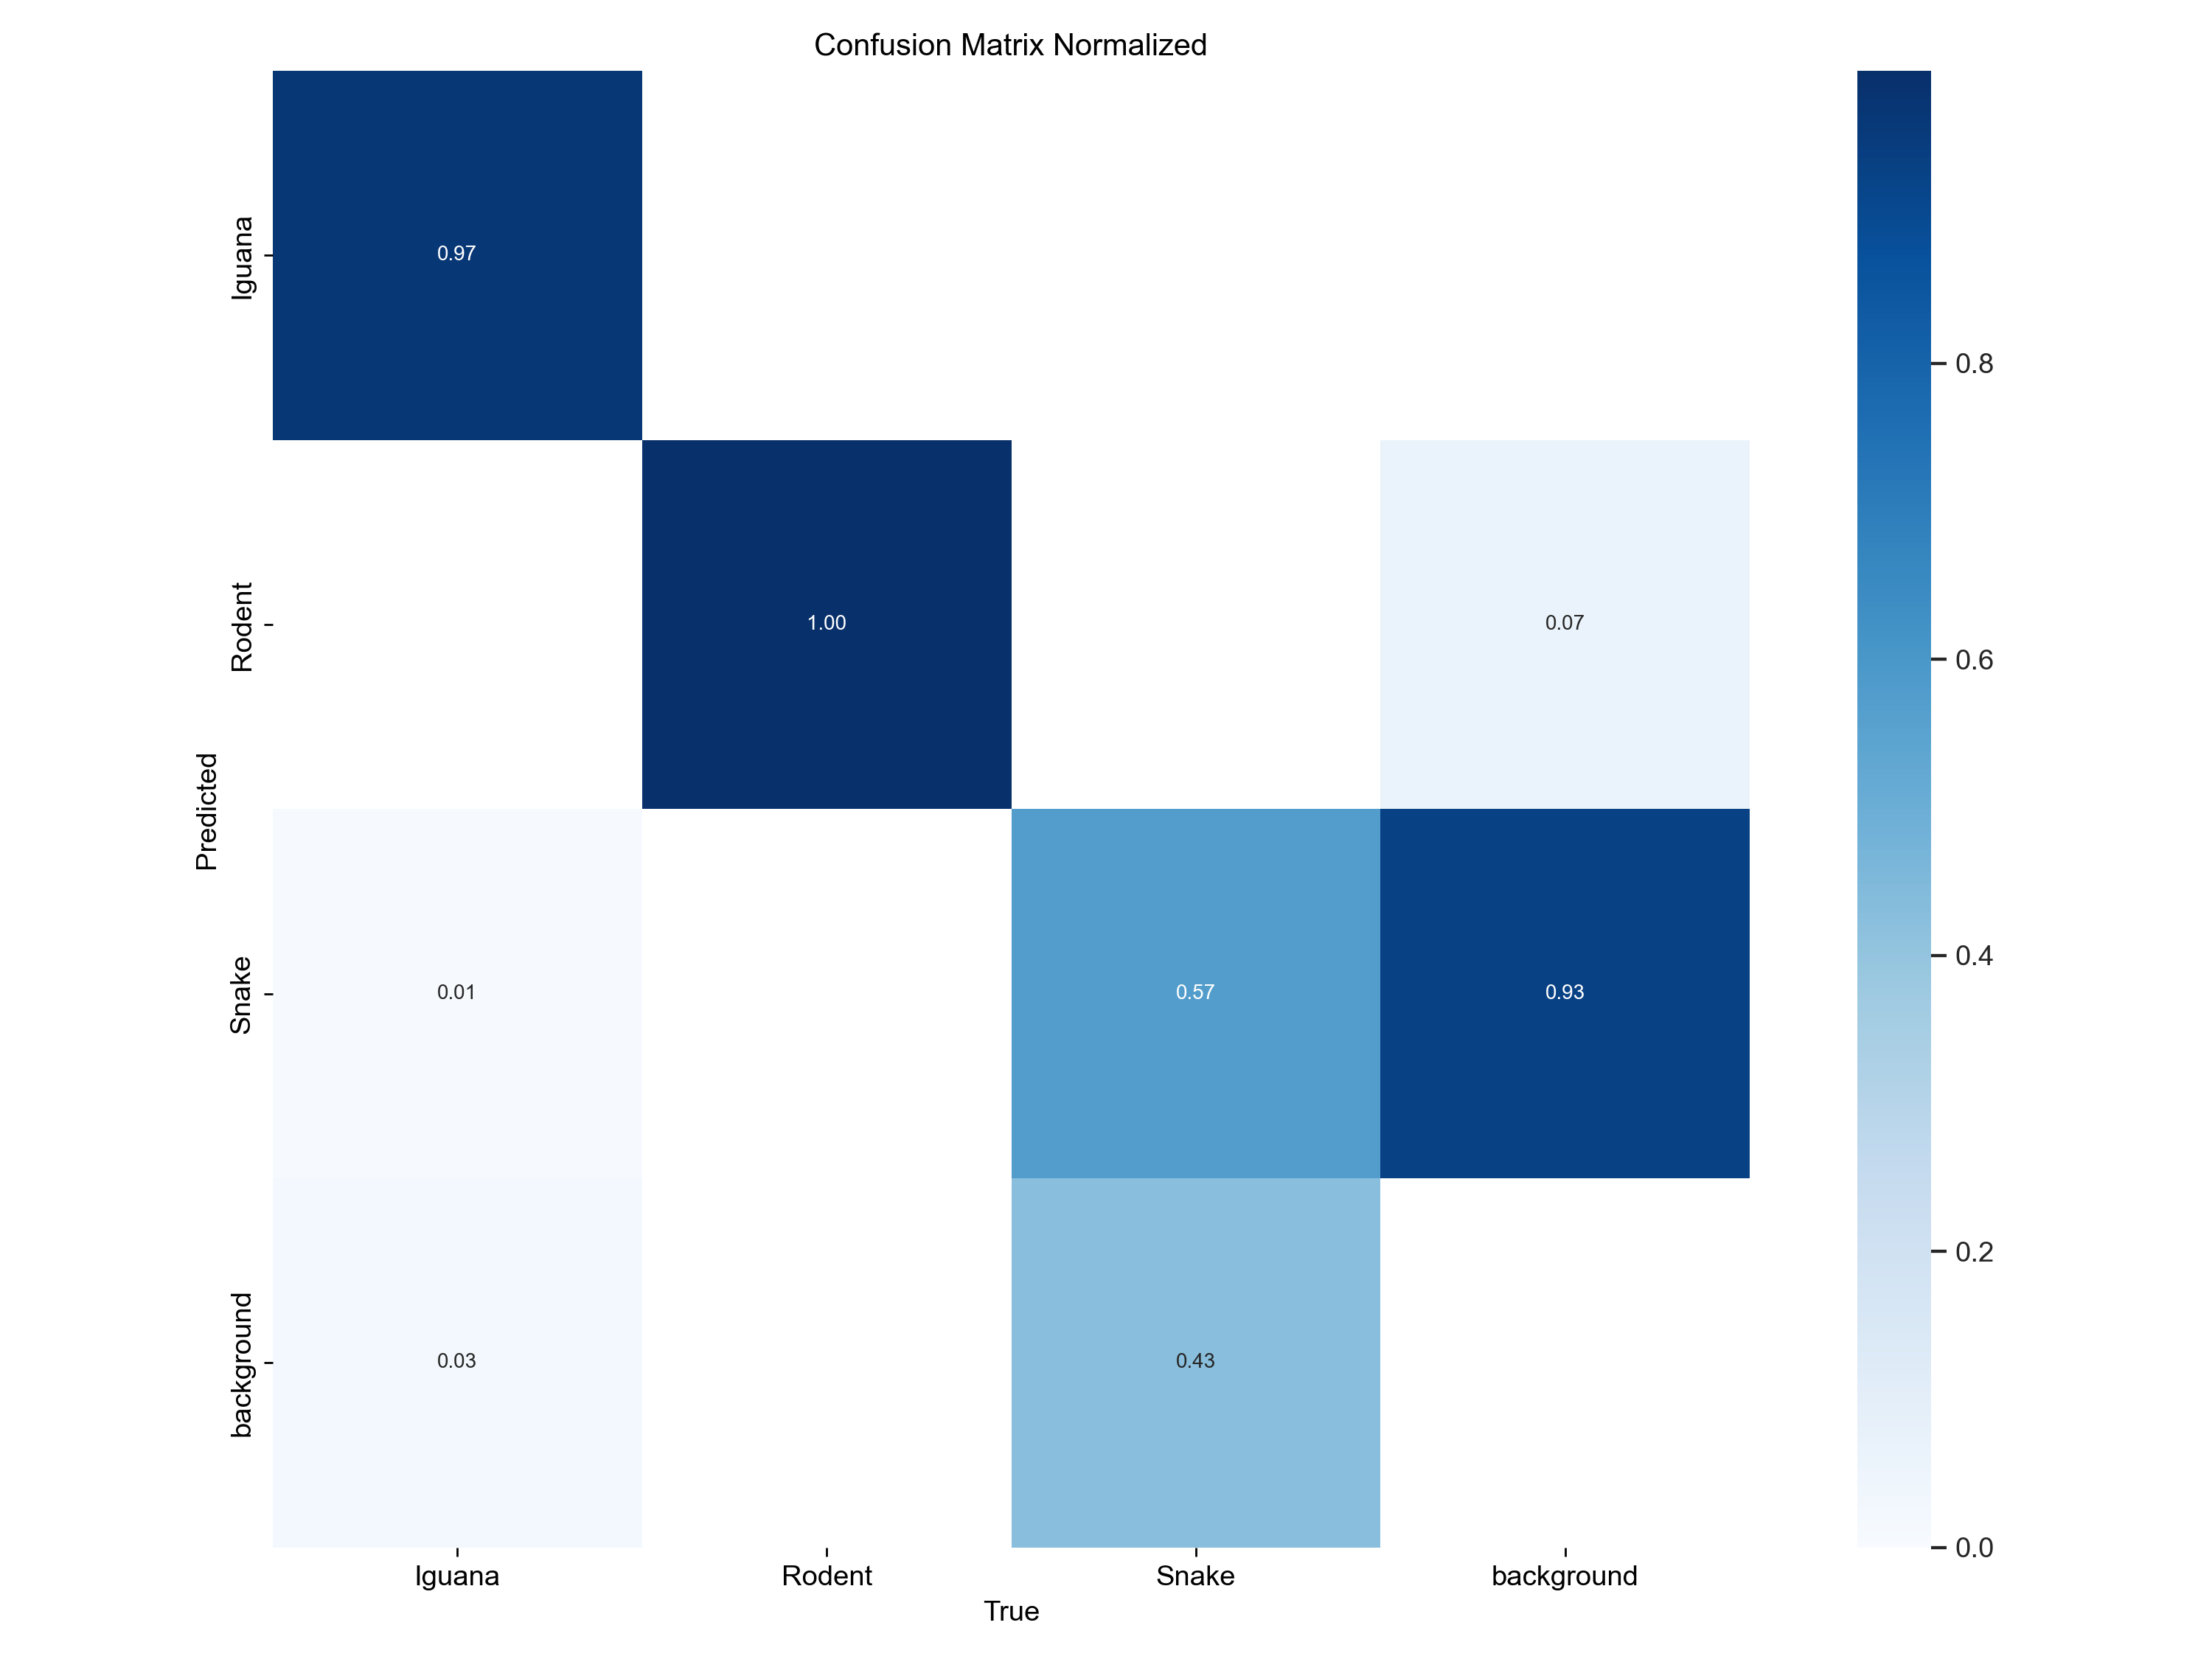 Confusion Matrix Normalized
Iguana
0.97
0.8
Rodent
1.00
0.07
0.6
Predicted
Snake
0.01
0.57
0.93
0.4
background
0.03
0.43
0.2
0.0
Iguana
Rodent
Snake
background
True